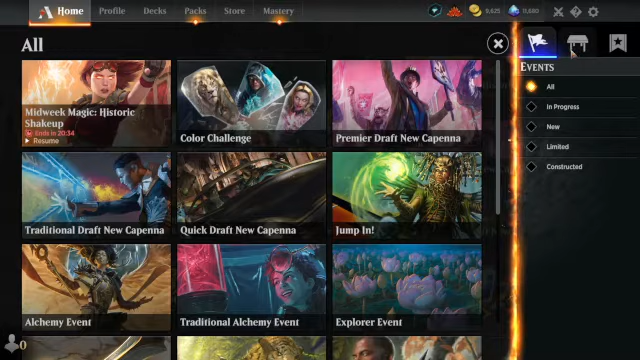 Home Profile Decks Packs Store Mastery 9,625 11,680
All
Midweek Magic: Historic
Shakeup
Ends in 20:34
Resume
Color Challenge
Premier Draft New Capenna
Traditional Draft New Capenna
Quick Draft New Capenna
Jump In!
Alchemy Event
Traditional Alchemy Event
Explorer Event
0
Events
All
In Progress
New
Limited
Constructed